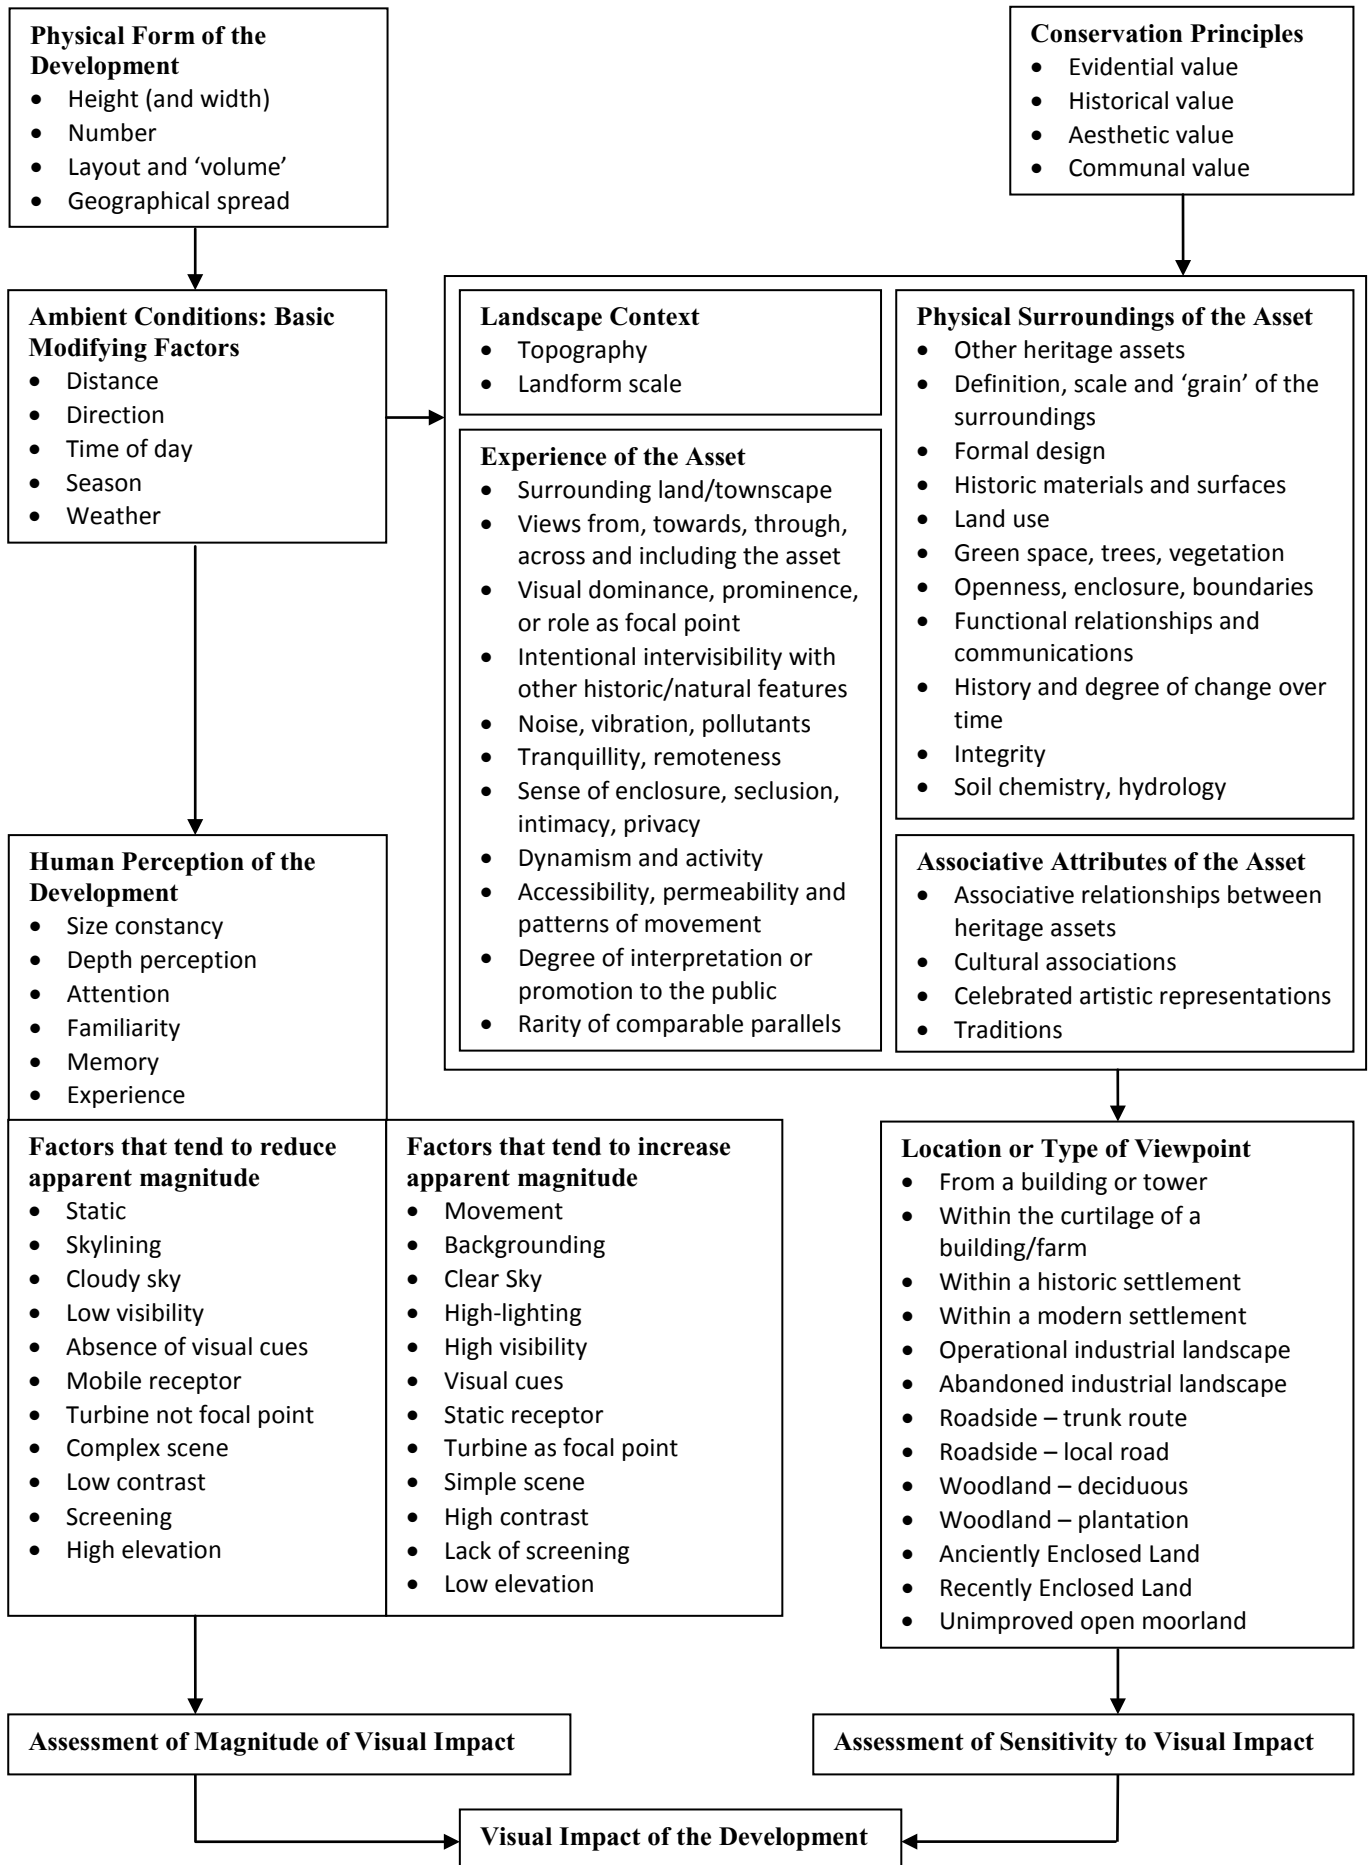 Physical Form of the
Development
• Height (and width)
• Number
• Layout and ‘volume’
• Geographical spread
Conservation Principles
• Evidential value
• Historical value
• Aesthetic value
• Communal value
Ambient Conditions: Basic
Modifying Factors
• Distance
• Direction
• Time of day
• Season
• Weather
Landscape Context
• Topography
• Landform scale
Experience of the Asset
• Surrounding land/townscape
• Views from, towards, through,
across and including the asset
• Visual dominance, prominence,
or role as focal point
• Intentional intervisibility with
other historic/natural features
• Noise, vibration, pollutants
• Tranquillity, remoteness
• Sense of enclosure, seclusion,
intimacy, privacy
• Dynamism and activity
• Accessibility, permeability and
patterns of movement
• Degree of interpretation or
promotion to the public
• Rarity of comparable parallels
Physical Surroundings of the Asset
• Other heritage assets
• Definition, scale and ‘grain’ of the
surroundings
• Formal design
• Historic materials and surfaces
• Land use
• Green space, trees, vegetation
• Openness, enclosure, boundaries
• Functional relationships and
communications
• History and degree of change over
time
• Integrity
• Soil chemistry, hydrology
Associative Attributes of the Asset
• Associative relationships between
heritage assets
• Cultural associations
• Celebrated artistic representations
• Traditions
Human Perception of the
Development
• Size constancy
• Depth perception
• Attention
• Familiarity
• Memory
• Experience
Factors that tend to reduce
apparent magnitude
• Static
• Skylining
• Cloudy sky
• Low visibility
• Absence of visual cues
• Mobile receptor
• Turbine not focal point
• Complex scene
• Low contrast
• Screening
• High elevation
Factors that tend to increase
apparent magnitude
• Movement
• Backgrounding
• Clear Sky
• High-lighting
• High visibility
• Visual cues
• Static receptor
• Turbine as focal point
• Simple scene
• High contrast
• Lack of screening
• Low elevation
Location or Type of Viewpoint
• From a building or tower
• Within the curtilage of a
building/farm
• Within a historic settlement
• Within a modern settlement
• Operational industrial landscape
• Abandoned industrial landscape
• Roadside – trunk route
• Roadside – local road
• Woodland – deciduous
• Woodland – plantation
• Anciently Enclosed Land
• Recently Enclosed Land
• Unimproved open moorland
Assessment of Magnitude of Visual Impact
Assessment of Sensitivity to Visual Impact
Visual Impact of the Development